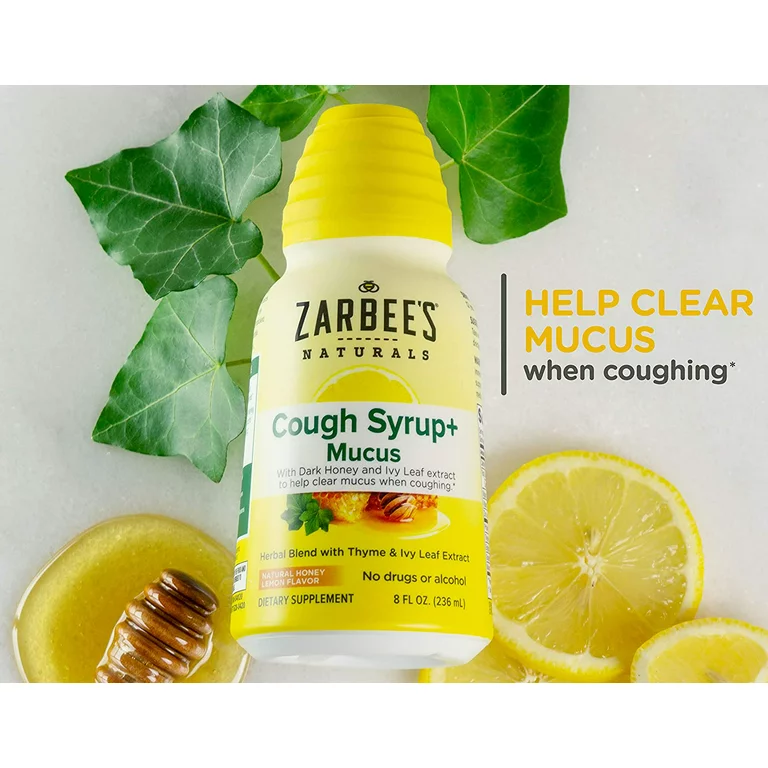 ZARBEE'S
NATURALS
Cough Syrup+
Mucus
With Dark Honey and Ivy Leaf extract
to help clear mucus when coughing.*
Herbal Blend with Thyme & Ivy Leaf Extract
NATURAL HONEY
LEMON FLAVOR
No drugs or alcohol
DIETARY SUPPLEMENT
8 FL OZ. (236 mL)
HELP CLEAR
MUCUS
when coughing*